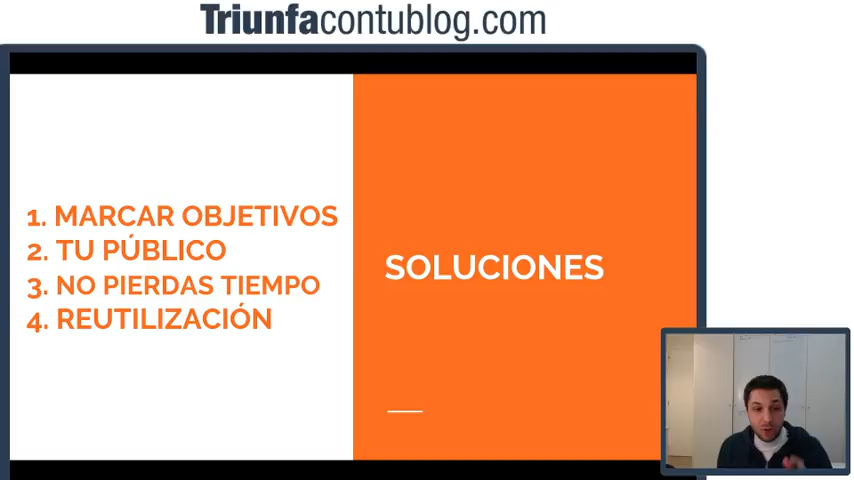 Triunfacontublog.com
1. MARCAR OBJETIVOS
2. TU PÚBLICO
3. NO PIERDAS TIEMPO
4. REUTILIZACIÓN
SOLUCIONES